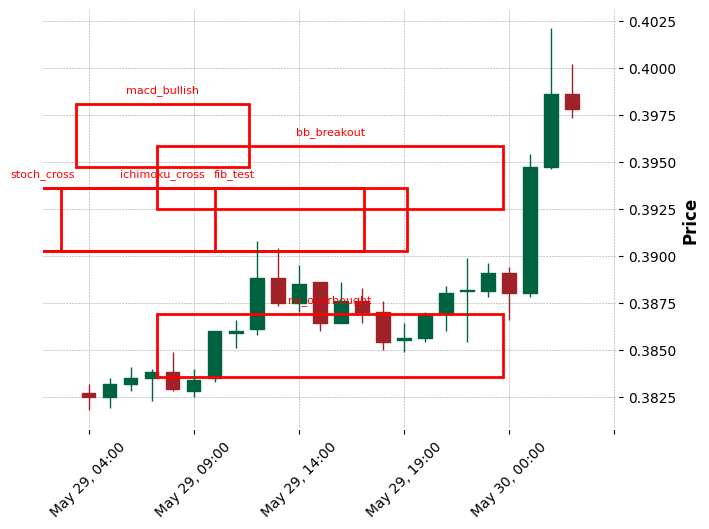 macd_bullish
bb_breakout
stoch_cross
ichimoku_cross
fib_test
rsi_overbought
0.4025
0.4000
0.3975
0.3950
0.3925
0.3900
0.3875
0.3850
0.3825
Price
May 29, 04:00
May 29, 09:00
May 29, 14:00
May 29, 19:00
May 30, 00:00